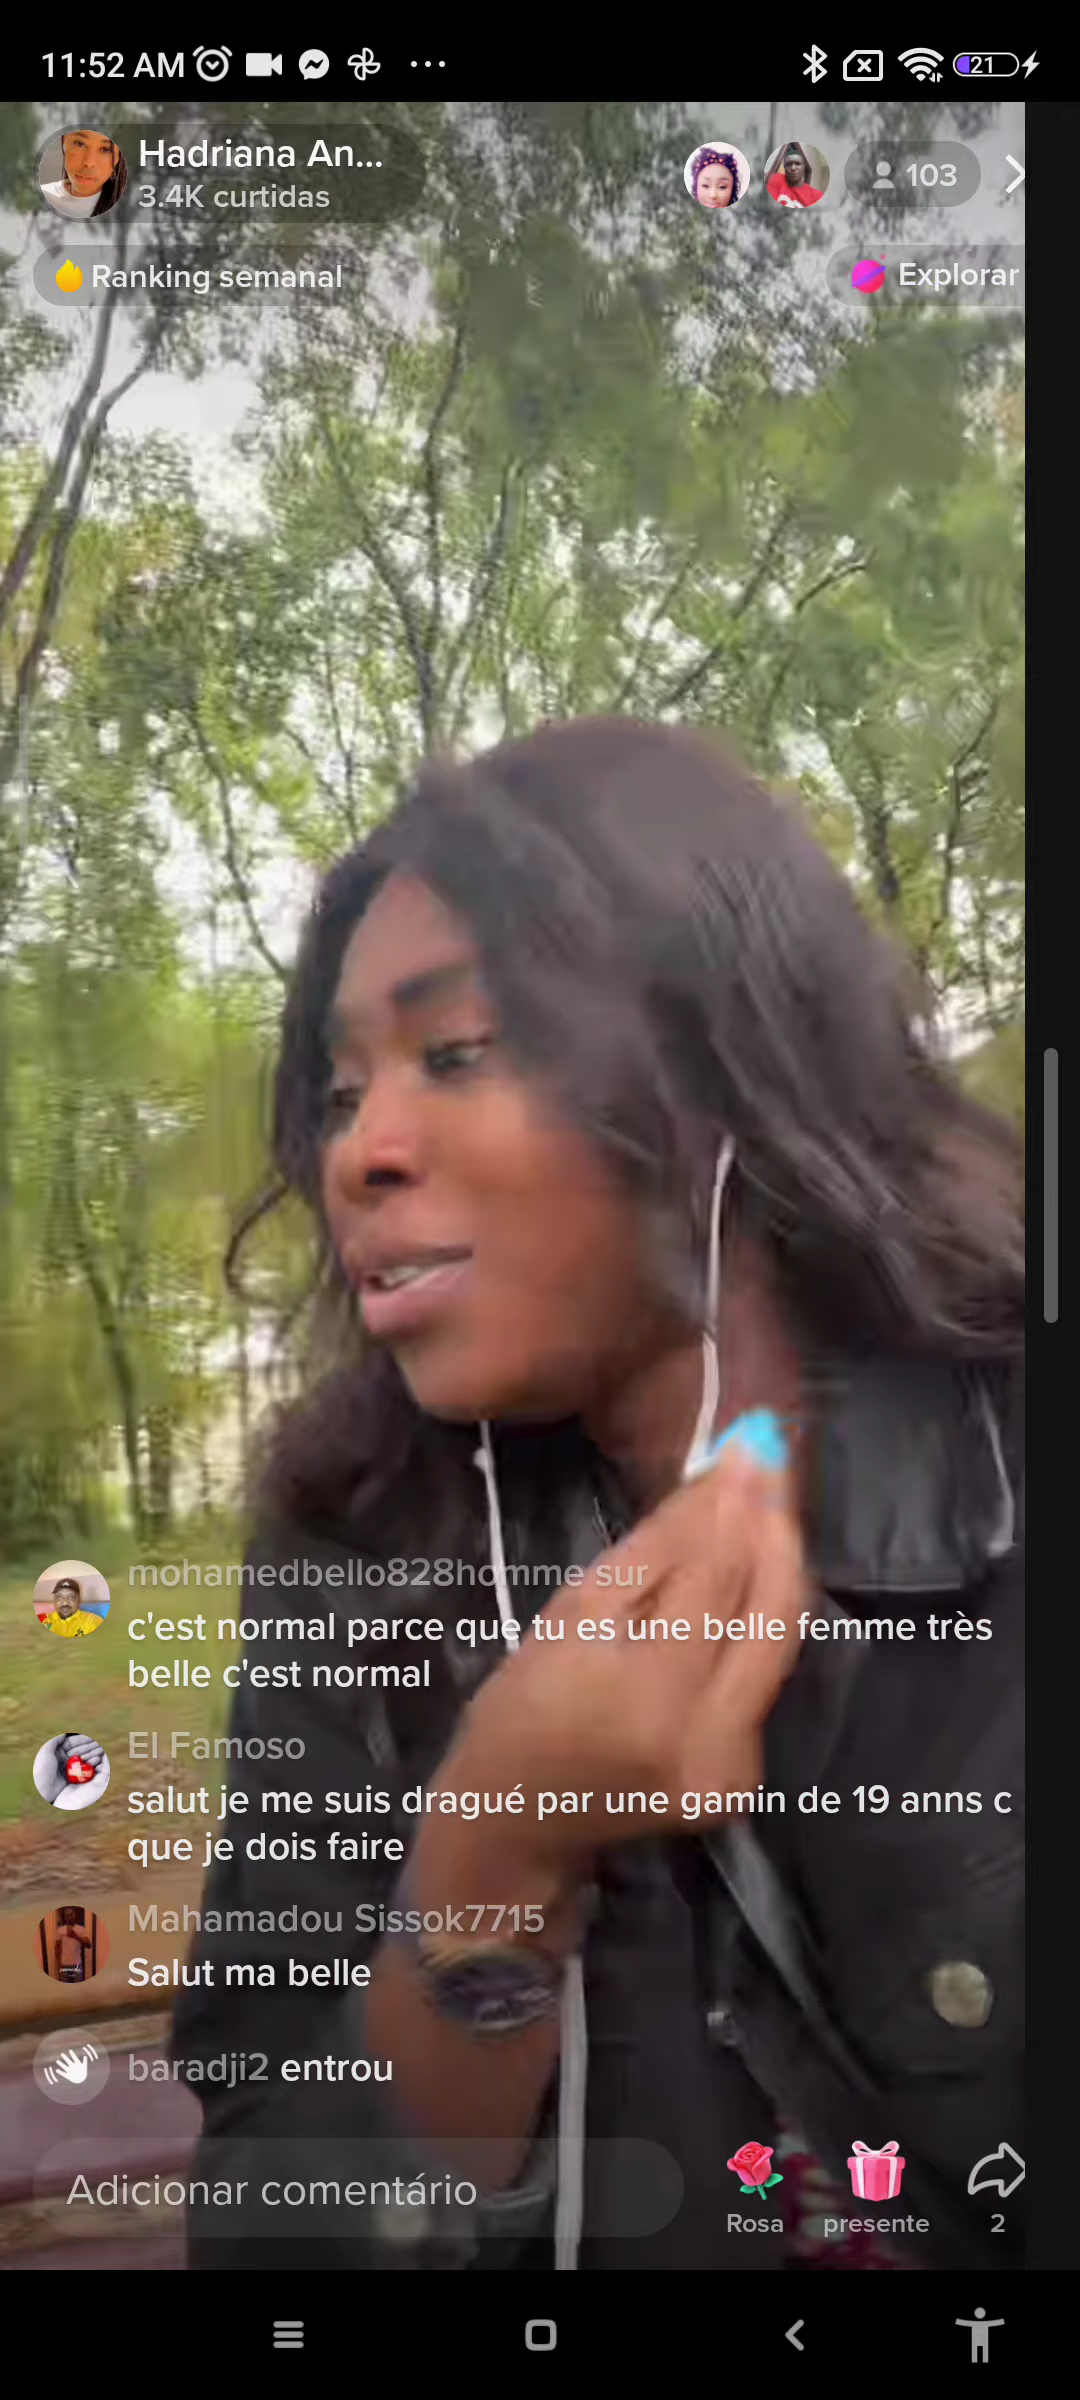 11:52 AM
21
Hadriana An...
3.4K curtidas
103
Ranking semanal
Explorar
mohamedbello828homme sur
c'est normal parce que tu es une belle femme très
belle c'est normal
El Famoso
salut je me suis dragué par une gamin de 19 anns c
que je dois faire
Mahamadou Sissok7715
Salut ma belle
baradji2 entrou
Adicionar comentário
Rosa
presente
2